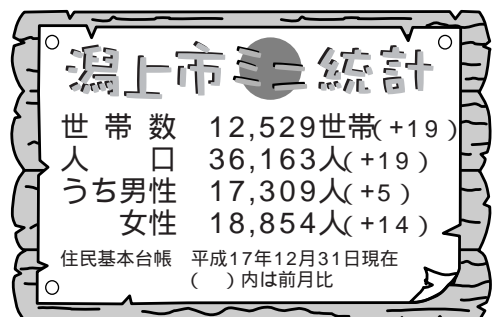 潟上市ミニ統計
世帯数 12,529世帯(+19)
人口 36,163人(+19)
うち男性 17,309人(+5)
女性 18,854人(+14)
住民基本台帳 平成17年12月31日現在
( )内は前月比